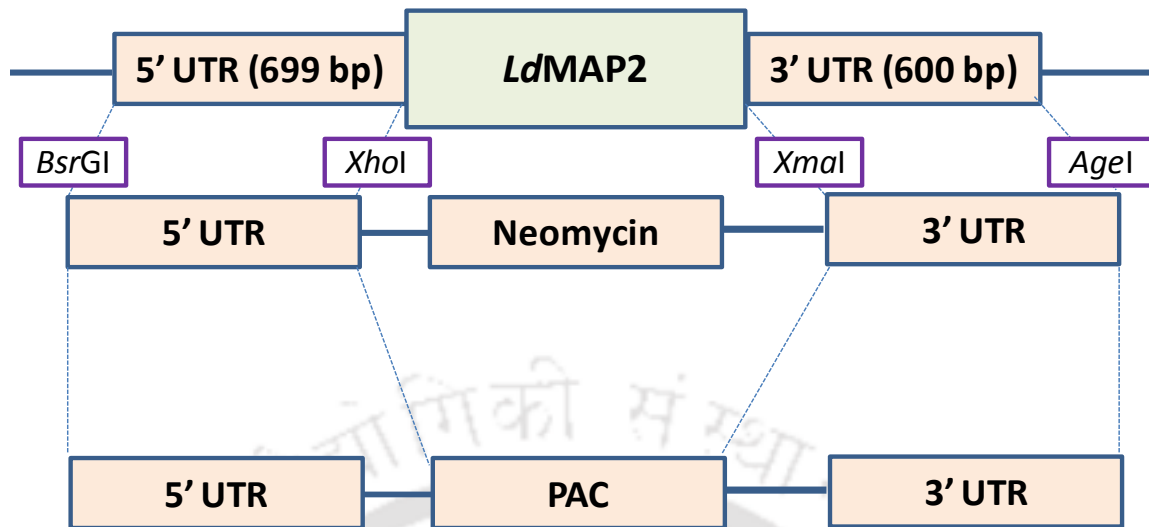 5’ UTR (699 bp) LdMAP2 3’ UTR (600 bp)
BsrGI XhoI XmaI AgeI
5’ UTR Neomycin 3’ UTR
योगिकी संस्था
5’ UTR PAC 3’ UTR